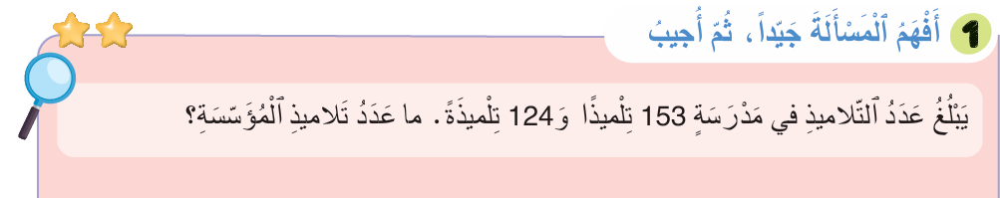 1 أَفْهَمُ ٱلْمَسْأَلَةَ جَيّداً، ثُمّ أُجيبُ
يَبْلُغُ عَدَدُ ٱلتّلاميذِ في مَدْرَسَةٍ 153 تِلْميذًا وَ124 تِلْميذَةً. ما عَدَدُ تَلاميذِ ٱلْمُؤَسّسَةِ؟